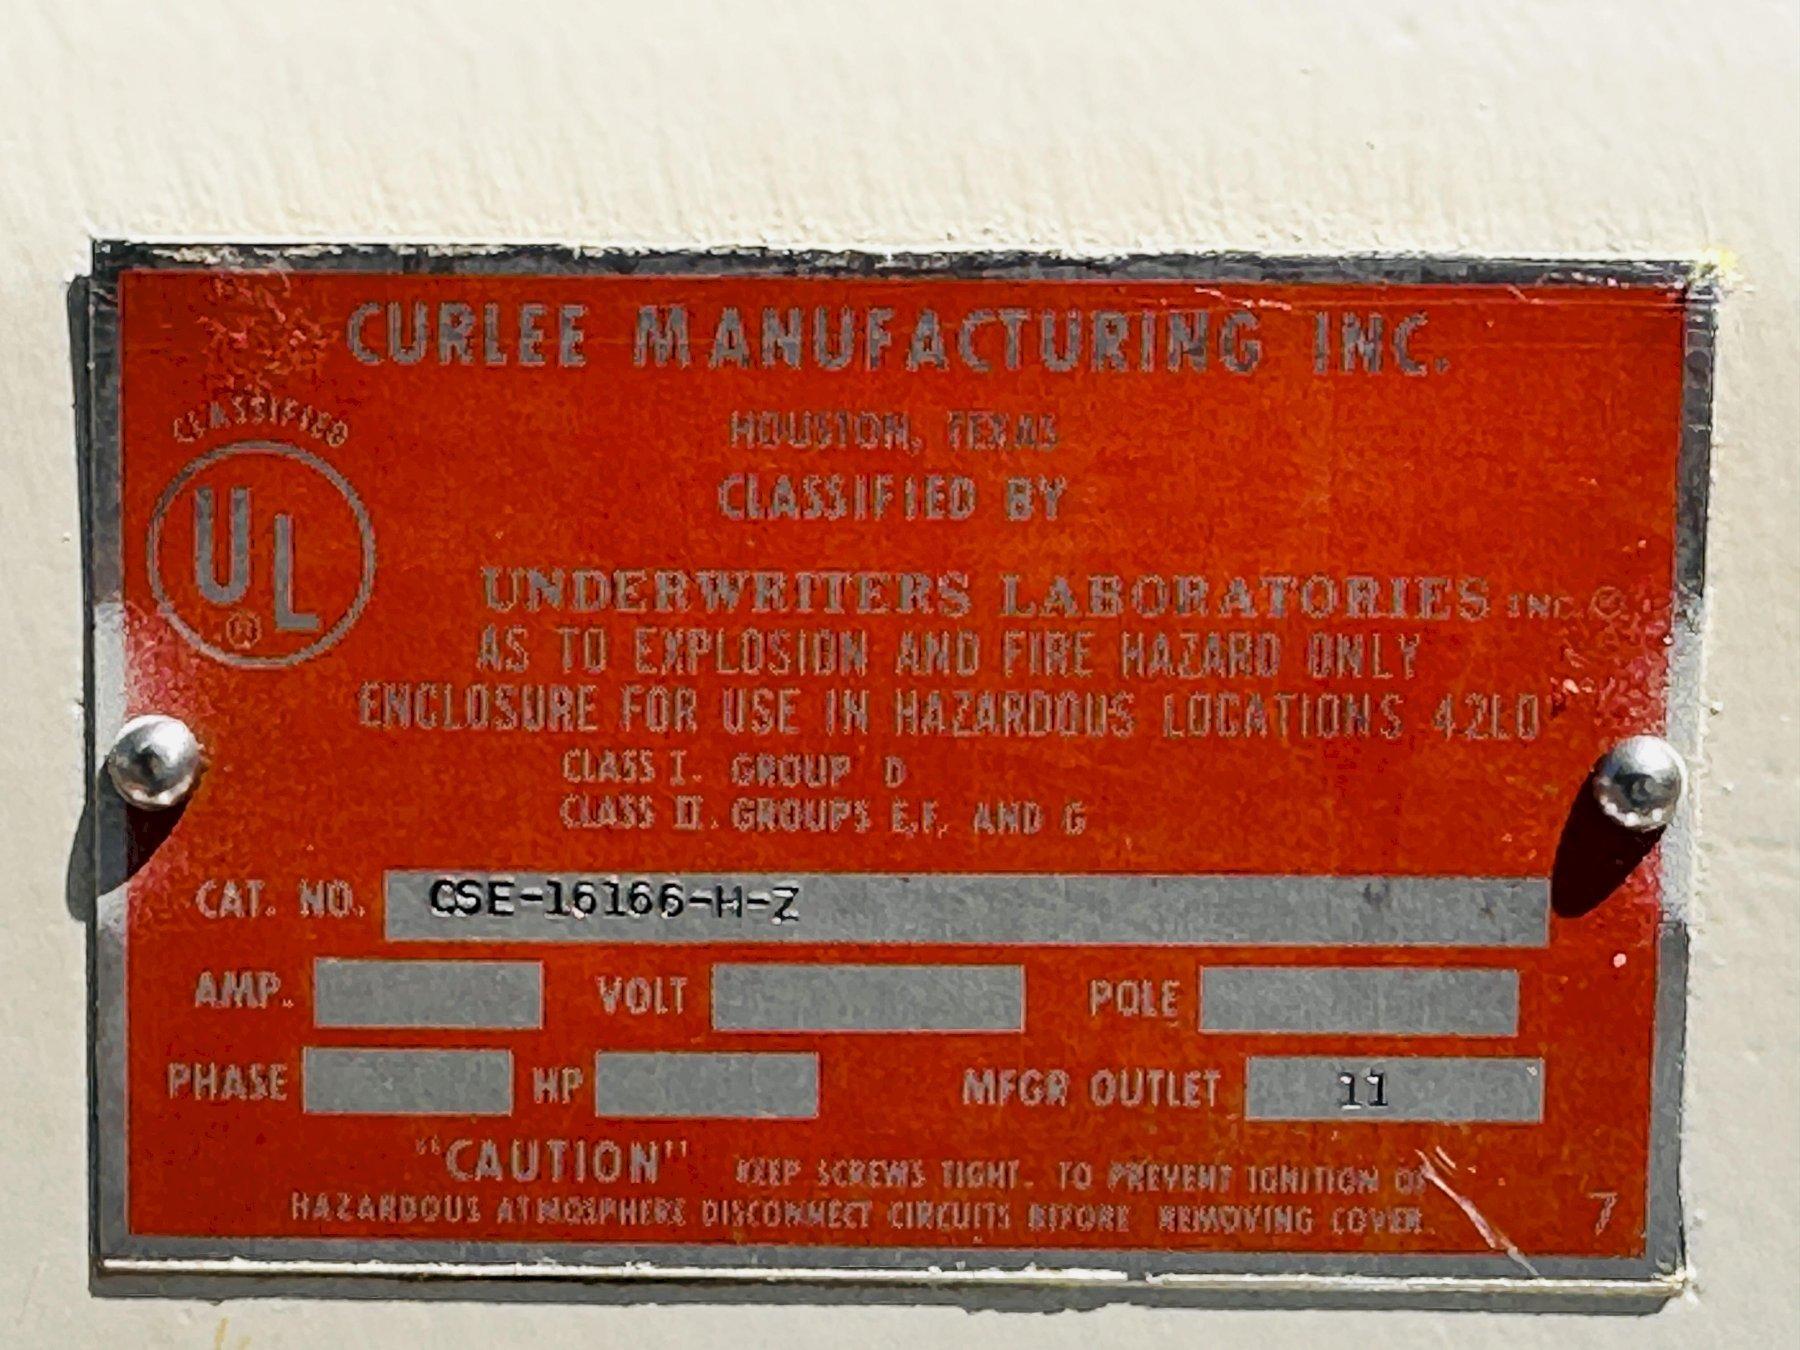 CURLEE MANUFACTURING INC.
HOUSTON, TEXAS
CLASSIFIED
UL
®
CLASSIFIED BY
UNDERWRITERS LABORATORIES INC.
AS TO EXPLOSION AND FIRE HAZARD ONLY
ENCLOSURE FOR USE IN HAZARDOUS LOCATIONS 42L0
CLASS I. GROUP D
CLASS II. GROUPS E,F, AND G
CAT. NO. CSE-16166-H-Z
AMP. VOLT POLE
PHASE HP MFGR OUTLET 11
"CAUTION" KEEP SCREWS TIGHT. TO PREVENT IGNITION OF
HAZARDOUS ATMOSPHERE DISCONNECT CIRCUITS BEFORE REMOVING COVER.
7